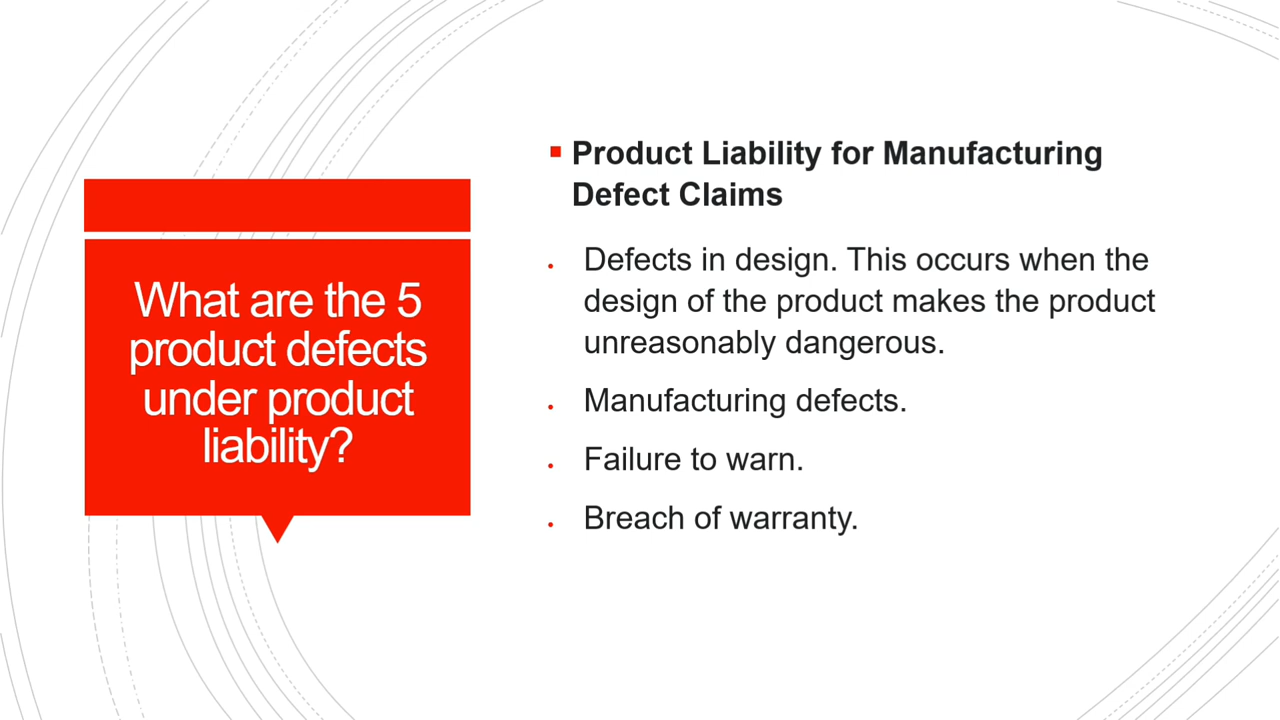 What are the 5
product defects
under product
liability?
Product Liability for Manufacturing
Defect Claims
Defects in design. This occurs when the
design of the product makes the product
unreasonably dangerous.
Manufacturing defects.
Failure to warn.
Breach of warranty.